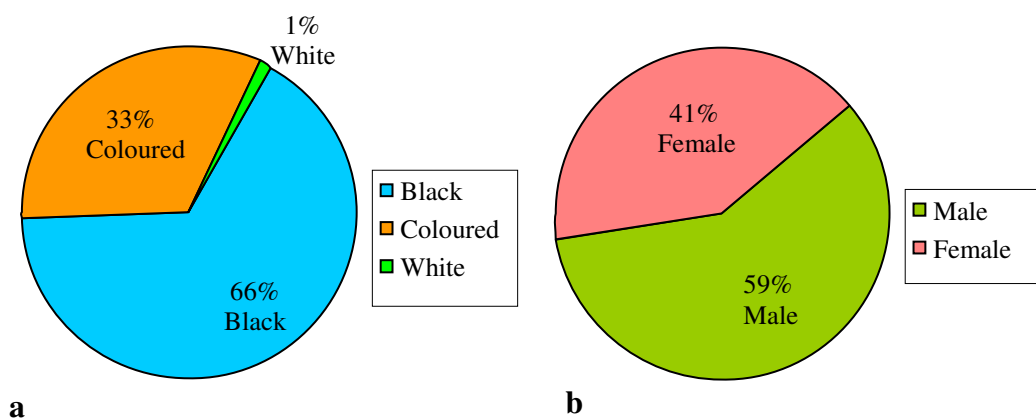 1%
White
33%
Coloured
66%
Black
Black
Coloured
White
a
41%
Female
59%
Male
Male
Female
b